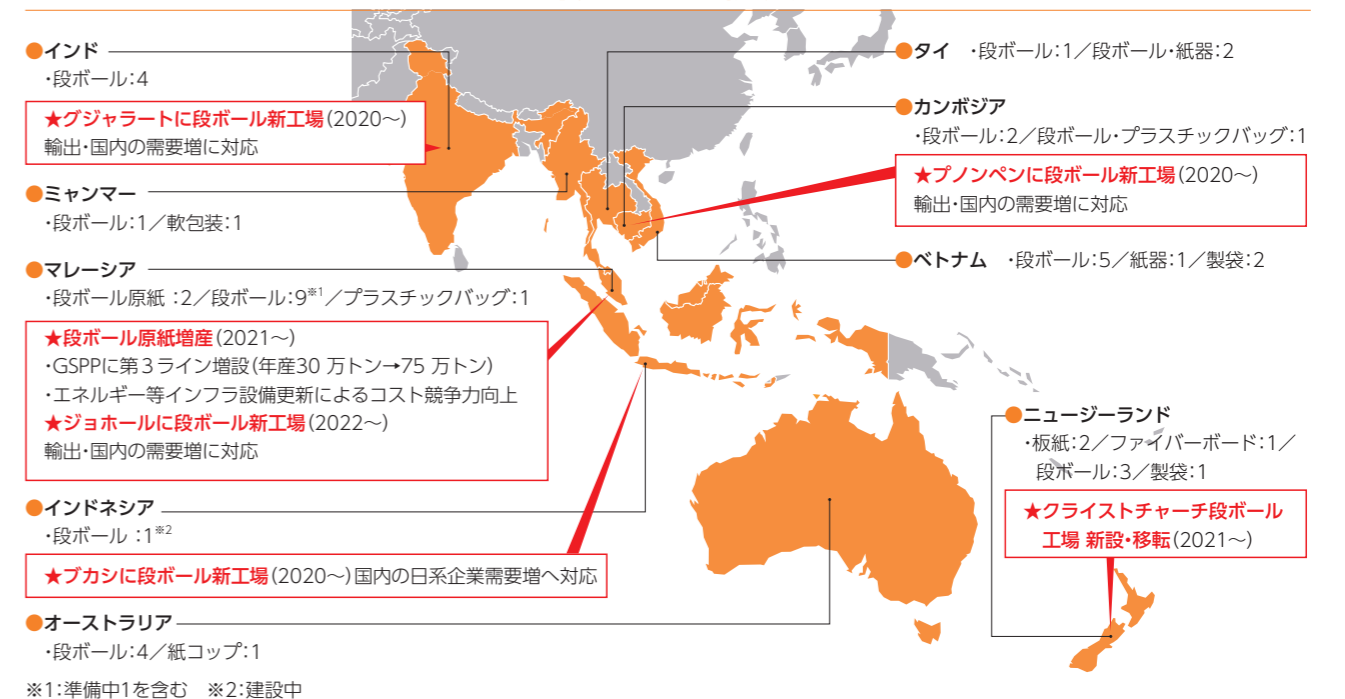 ●インド
・段ボール：4
★グジャラートに段ボール新工場（2020～）
輸出・国内の需要増に対応
●ミャンマー
・段ボール：1／軟包装：1
●マレーシア
・段ボール原紙：2／段ボール：9※1／プラスチックバッグ：1
★段ボール原紙増産（2021～）
・GSPPに第3ライン増設（年産30 万トン→75 万トン）
・エネルギー等インフラ設備更新によるコスト競争力向上
★ジョホールに段ボール新工場（2022～）
輸出・国内の需要増に対応
●インドネシア
・段ボール：1※2
★ブカシに段ボール新工場（2020～）国内の日系企業需要増へ対応
●オーストラリア
・段ボール：4／紙コップ：1
※1：準備中1を含む　※2：建設中
●タイ　・段ボール：1／段ボール・紙器：2
●カンボジア
・段ボール：2／段ボール・プラスチックバッグ：1
★プノンペンに段ボール新工場（2020～）
輸出・国内の需要増に対応
●ベトナム　・段ボール：5／紙器：1／製袋：2
●ニュージーランド
・板紙：2／ファイバーボード：1／
段ボール：3／製袋：1
★クライストチャーチ段ボール
工場 新設・移転（2021～）